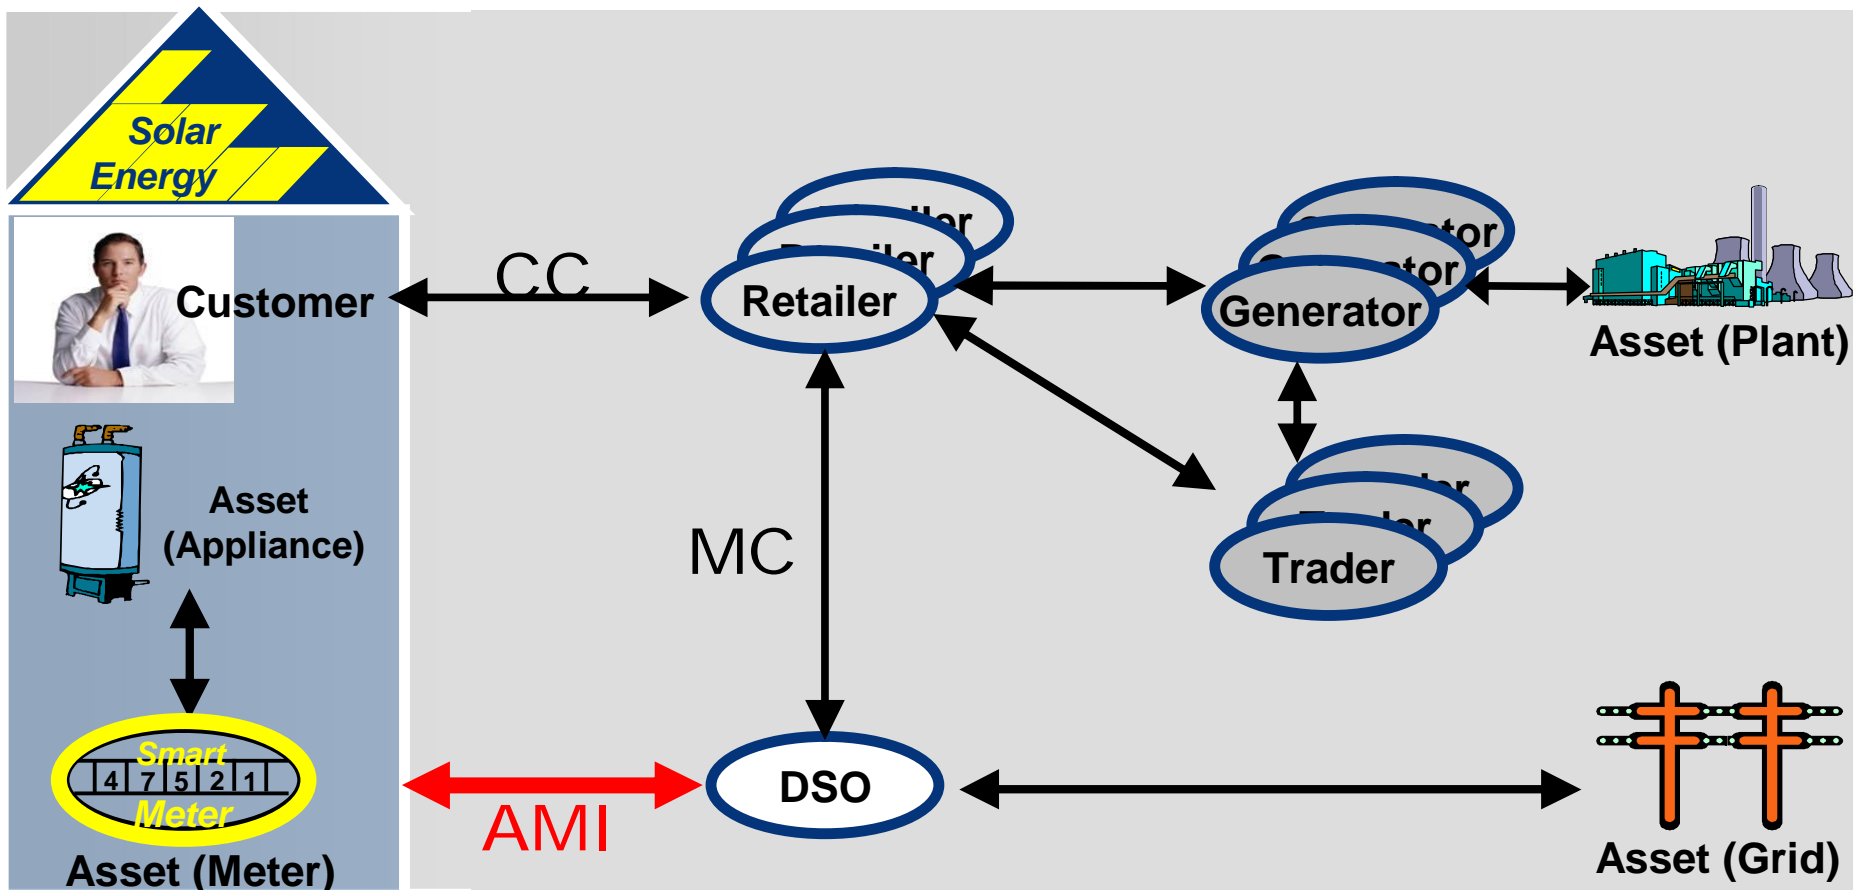 Solar
Energy
Customer
CC
Retailer
Generator
Asset (Plant)
Asset
(Appliance)
MC
Trader
Smart
4 7 5 2 1
Meter
Asset (Meter)
AMI
DSO
Asset (Grid)